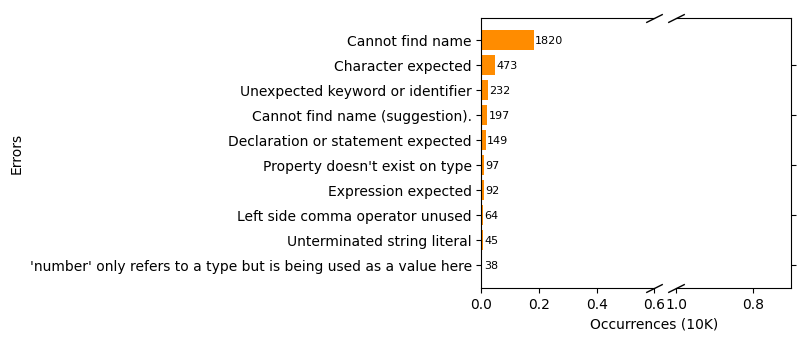 Errors
Cannot find name 1820
Character expected 473
Unexpected keyword or identifier 232
Cannot find name (suggestion). 197
Declaration or statement expected 149
Property doesn't exist on type 97
Expression expected 92
Left side comma operator unused 64
Unterminated string literal 45
'number' only refers to a type but is being used as a value here 38
0.0 0.2 0.4 0.6 1.0 0.8
Occurrences (10K)